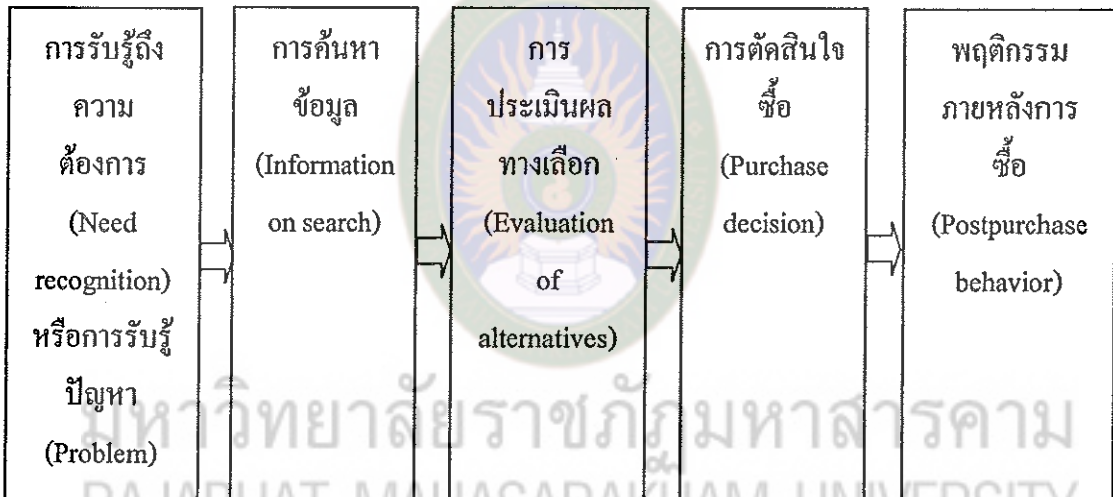 การรับรู้ถึง
ความ
ต้องการ
(Need
recognition)
หรือการรับรู้
ปัญหา
(Problem)
การค้นหา
ข้อมูล
(Information
on search)
การ
ประเมินผล
ทางเลือก
(Evaluation
of
alternatives)
การตัดสินใจ
ซื้อ
(Purchase
decision)
พฤติกรรม
ภายหลังการ
ซื้อ
(Postpurchase
behavior)
มหาวิทยาลัยราชภัฏมหาสารคาม
RAJABHAT MAHASARAKHAM UNIVERSITY